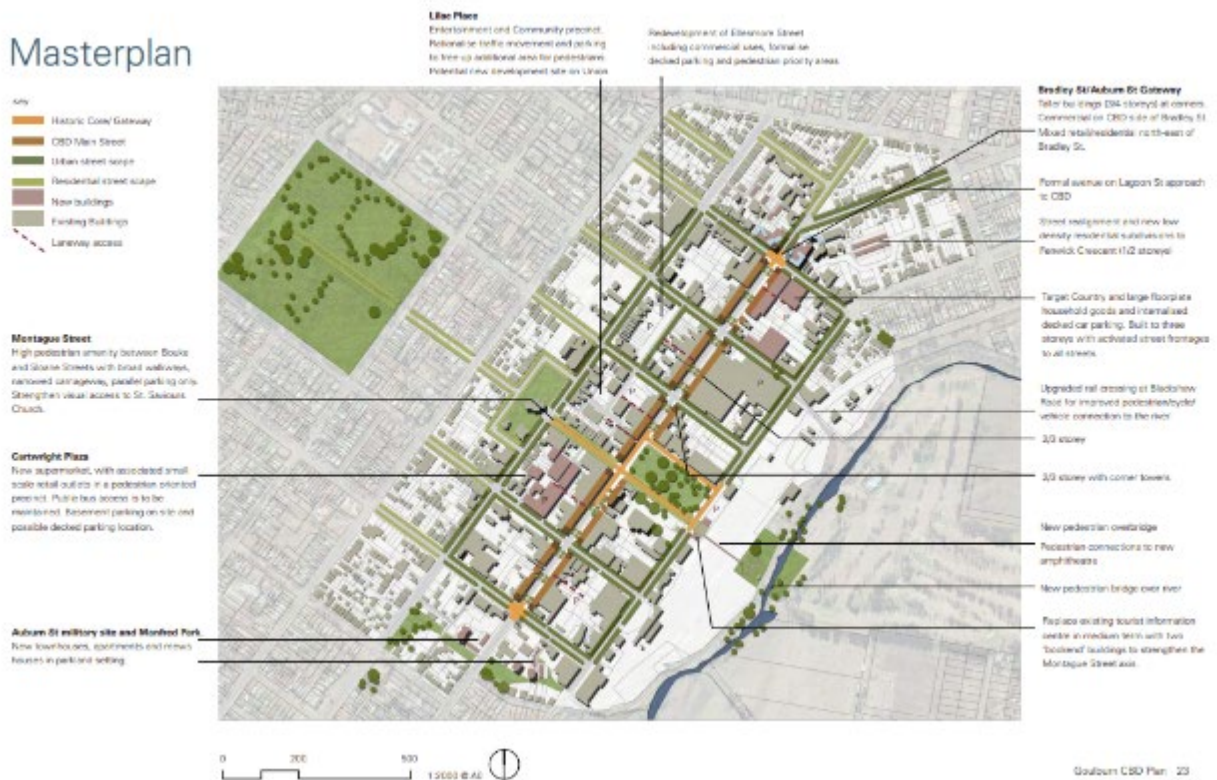 Masterplan
Key
Historic Core/ Gateway
CBD Main Street
Urban street scape
Residential street scape
New buildings
Existing Buildings
Laneway access
Lilac Place
Entertainment and Community precinct.
Rationalise traffic movement and parking
to free up additional area for pedestrians.
Potential new development site on Union
Redevelopment of Ellesmore Street
including commercial uses, formalise
decked parking and pedestrian priority areas.
Montague Street
High pedestrian amenity between Bouke
and Sloane Streets with broad walkways,
narrowed carriageway, parallel parking only.
Strengthen visual access to St. Saviours
Church.
Cartwright Plaza
New supermarket, with associated small
scale retail outlets in a pedestrian oriented
precinct. Public bus access is to be
maintained. Basement parking on site and
possible decked parking location.
Auburn St military site and Manfred Park
New townhouses, apartments and mews
houses in parkland setting.
Bradley St/Auburn St Gateway
Taller buildings (3/4 storeys) at corners.
Commercial on CBD side of Bradley St.
Mixed retail/residential north-east of
Bradley St.
Formal avenue on Lagoon St approach
to CBD
Street realignment and new low
density residential subdivisions to
Fenwick Crescent (1/2 storeys)
Target Country and large floorplate
household goods and internalised
decked car parking. Built to three
storeys with activated street frontages
to all streets.
Upgraded rail crossing at Blackshaw
Road for improved pedestrian/cycle/
vehicle connection to the river
2/3 storey
2/3 storey with corner towers.
New pedestrian overbridge
Pedestrian connections to new
amphitheatre
New pedestrian bridge over river
Replace existing tourist information
centre in medium term with two
'bookend' buildings to strengthen the
Montague Street axis.
0 200 500
1:2000 @ A0
Goulburn CBD Plan 23